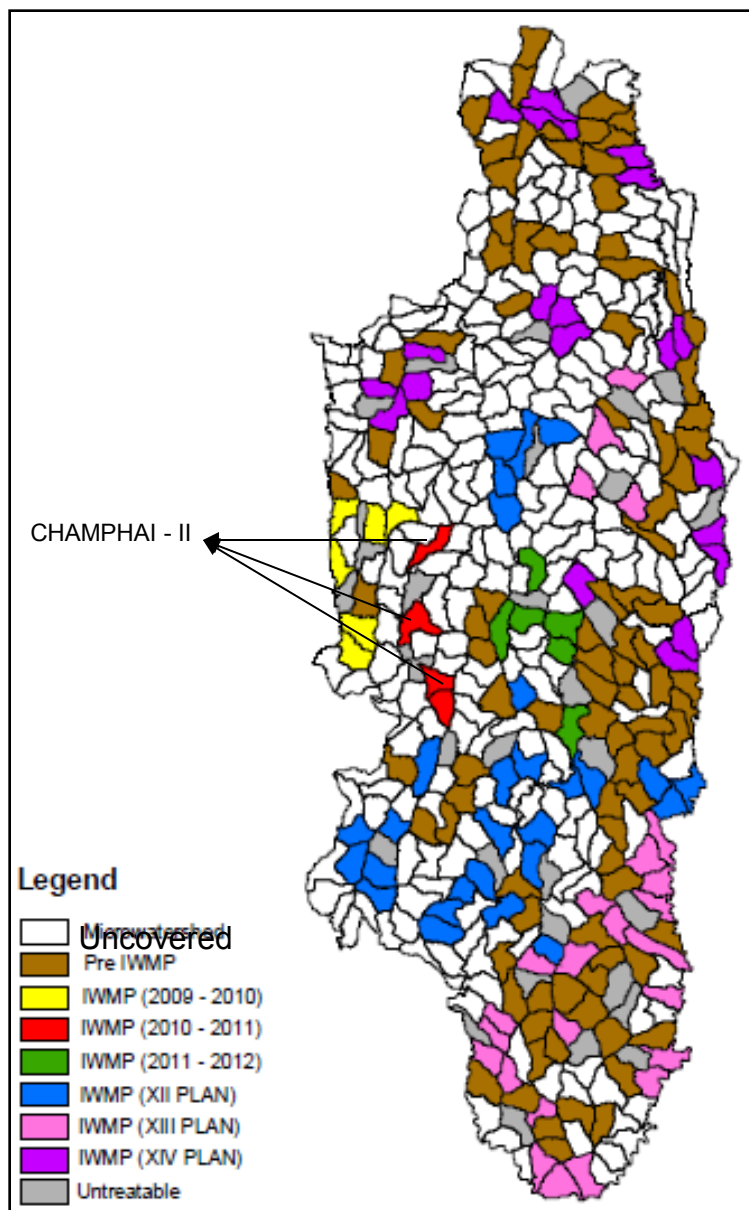 CHAMPHAI - II
Legend
Microwatershed
Uncovered
Pre IWMP
IWMP (2009 - 2010)
IWMP (2010 - 2011)
IWMP (2011 - 2012)
IWMP (XII PLAN)
IWMP (XIII PLAN)
IWMP (XIV PLAN)
Untreatable